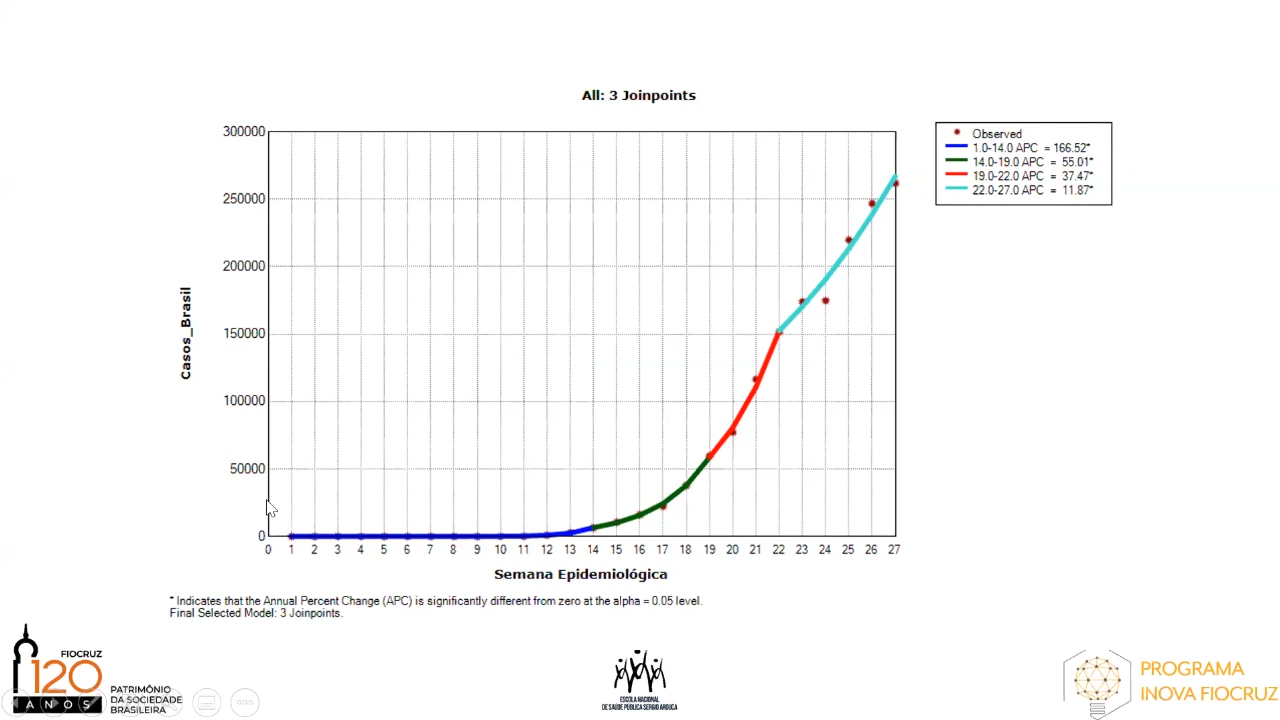 All: 3 Joinpoints
300000
250000
200000
150000
100000
50000
0
Casos_Brasil
0 1 2 3 4 5 6 7 8 9 10 11 12 13 14 15 16 17 18 19 20 21 22 23 24 25 26 27
Semana Epidemiológica
Observed
1.0-14.0 APC = 166.52*
14.0-19.0 APC = 55.01*
19.0-22.0 APC = 37.47*
22.0-27.0 APC = 11.87*
* Indicates that the Annual Percent Change (APC) is significantly different from zero at the alpha = 0.05 level.
Final Selected Model: 3 Joinpoints.
FIOCRUZ
120
ANOS
PATRIMÔNIO
DA SOCIEDADE
BRASILEIRA
ESCOLA NACIONAL
DE SAÚDE PÚBLICA SERGIO AROUCA
PROGRAMA
INOVA FIOCRUZ